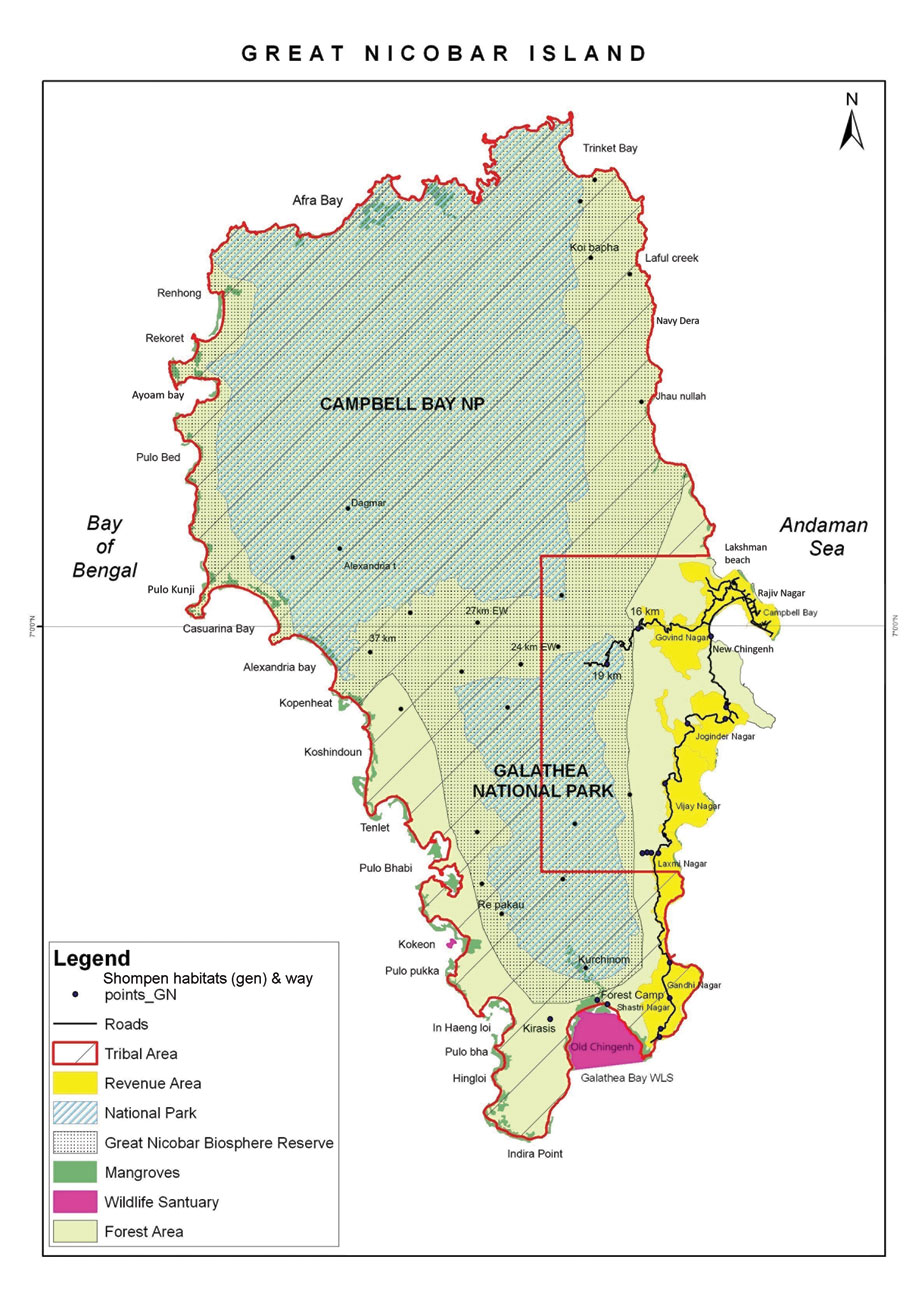 GREAT NICOBAR ISLAND
N
Trinket Bay
Afra Bay
Koi bapha
Laful creek
Renhong
Navy Dera
Rekoret
Ayoam bay
Jhau nullah
CAMPBELL BAY NP
Pulo Bed
Dagmar
Bay
of
Bengal
Andaman
Sea
Lakshman
beach
Alexandria t
Pulo Kunji
Rajiv Nagar
27km EW
16 km
Campbell Bay
7°0'0"N
7°0'0"N
Casuarina Bay
37 km
Govind Nagar
24 km EW
New Chingenh
Alexandria bay
19 km
Kopenheat
Joginder Nagar
Koshindoun
GALATHEA
NATIONAL PARK
Vijay Nagar
Tenlet
Laxmi Nagar
Pulo Bhabi
Re pakau
Kokeon
Kurchinom
Pulo pukka
Gandhi Nagar
Forest Camp
Shastri Nagar
In Haeng loi
Kirasis
Old Chingenh
Pulo bha
Hingloi
Galathea Bay WLS
Indira Point
Legend
Shompen habitats (gen) & way
points_GN
Roads
Tribal Area
Revenue Area
National Park
Great Nicobar Biosphere Reserve
Mangroves
Wildlife Santuary
Forest Area